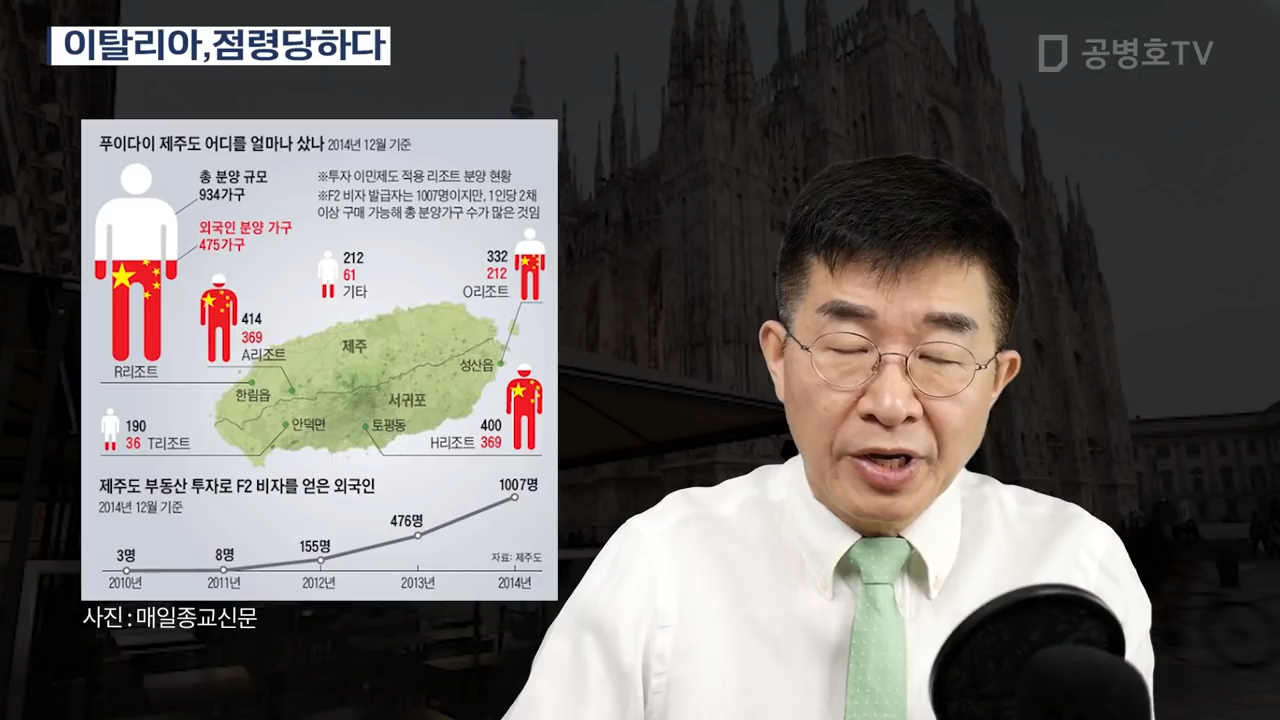 이탈리아,점령당하다
공병호TV
푸이다이 제주도 어디를 얼마나 샀나 2014년 12월 기준
총 분양 규모
934가구
외국인 분양 가구
475가구
※투자 이민제도 적용 리조트 분양 현황
※F2 비자 발급자는 1007명이지만, 1인당 2채
이상 구매 가능해 총 분양가구 수가 많은 것임
R리조트
414
369
A리조트
212
61
기타
332
212
O리조트
제주
성산읍
한림읍
서귀포
안덕면
토평동
190
36 T리조트
400
H리조트 369
제주도 부동산 투자로 F2 비자를 얻은 외국인
2014년 12월 기준
3명
8명
155명
476명
1007명
자료: 제주도
2010년
2011년
2012년
2013년
2014년
사진 : 매일종교신문